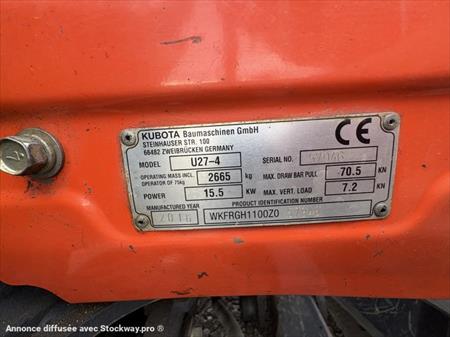 KUBOTA Baumaschinen GmbH
STEINHAUSER STR. 100
66482 ZWEIBRÜCKEN GERMANY
CE
MODEL U27-4
SERIAL NO.
OPERATING MASS INCL. OPERATOR OF 75kg 2665 kg
MAX. DRAW BAR PULL 70.5 KN
POWER 15.5 KW
MAX. VERT. LOAD 7.2 KN
MANUFACTURED YEAR
PRODUCT IDENTIFICATION NUMBER
WKFRGH1100Z0
Annonce diffusée avec Stockway.pro ®